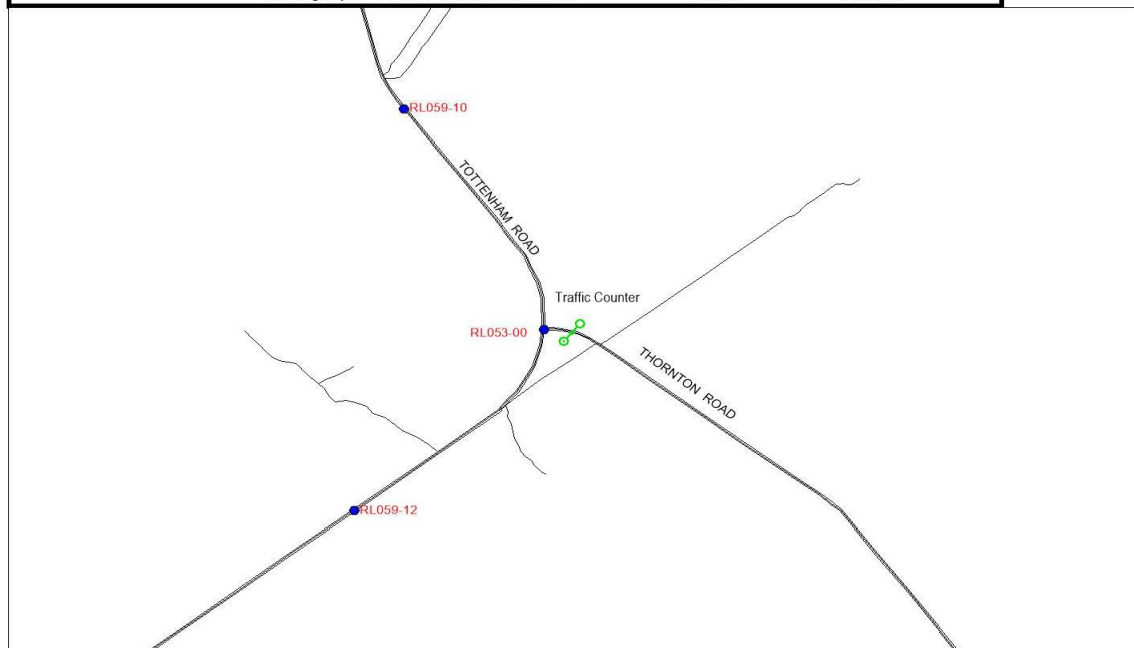 RL059-10
TOTTENHAM ROAD
Traffic Counter
RL053-00
THORNTON ROAD
RL059-12